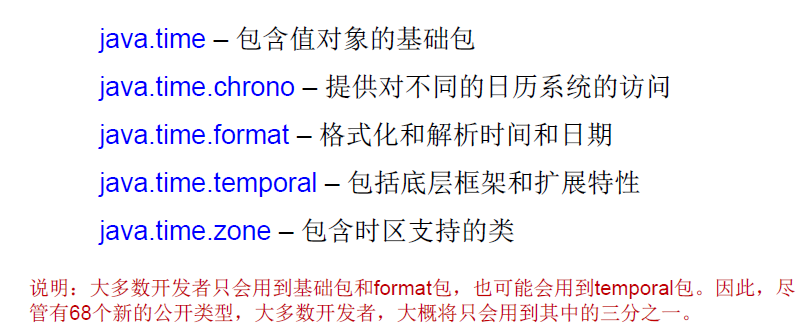 java.time – 包含值对象的基础包
java.time.chrono – 提供对不同的日历系统的访问
java.time.format – 格式化和解析时间和日期
java.time.temporal – 包括底层框架和扩展特性
java.time.zone – 包含时区支持的类
说明：大多数开发者只会用到基础包和format包，也可能会用到temporal包。因此，尽
管有68个新的公开类型，大多数开发者，大概将只会用到其中的三分之一。